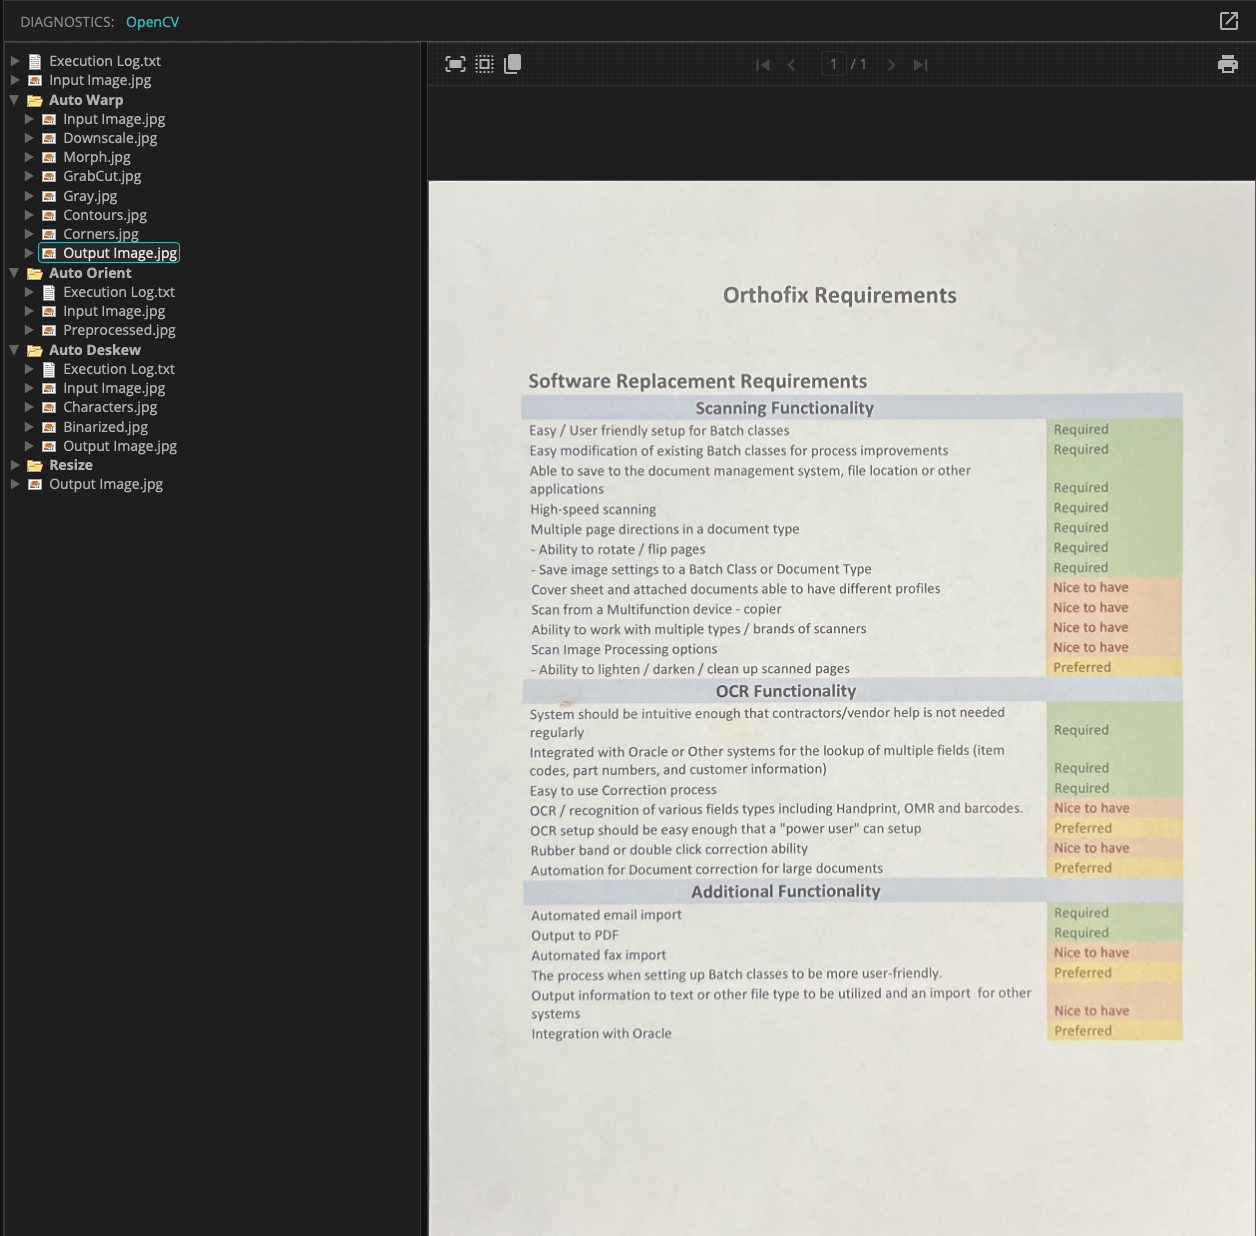 DIAGNOSTICS: OpenCV
Execution Log.txt
Input Image.jpg
Auto Warp
Input Image.jpg
Downscale.jpg
Morph.jpg
GrabCut.jpg
Gray.jpg
Contours.jpg
Corners.jpg
Output Image.jpg
Auto Orient
Execution Log.txt
Input Image.jpg
Preprocessed.jpg
Auto Deskew
Execution Log.txt
Input Image.jpg
Characters.jpg
Binarized.jpg
Output Image.jpg
Resize
Output Image.jpg
1 / 1
Orthofix Requirements
Software Replacement Requirements
Scanning Functionality
Easy / User friendly setup for Batch classes Required
Easy modification of existing Batch classes for process improvements Required
Able to save to the document management system, file location or other
applications Required
High-speed scanning Required
Multiple page directions in a document type Required
- Ability to rotate / flip pages Required
- Save image settings to a Batch Class or Document Type Required
Cover sheet and attached documents able to have different profiles Nice to have
Scan from a Multifunction device - copier Nice to have
Ability to work with multiple types / brands of scanners Nice to have
Scan Image Processing options Nice to have
- Ability to lighten / darken / clean up scanned pages Preferred
OCR Functionality
System should be intuitive enough that contractors/vendor help is not needed
regularly Required
Integrated with Oracle or Other systems for the lookup of multiple fields (item
codes, part numbers, and customer information) Required
Easy to use Correction process Required
OCR / recognition of various fields types including Handprint, OMR and barcodes. Nice to have
OCR setup should be easy enough that a "power user" can setup Preferred
Rubber band or double click correction ability Nice to have
Automation for Document correction for large documents Preferred
Additional Functionality
Automated email import Required
Output to PDF Required
Automated fax import Nice to have
The process when setting up Batch classes to be more user-friendly. Preferred
Output information to text or other file type to be utilized and an import for other
systems Nice to have
Integration with Oracle Preferred